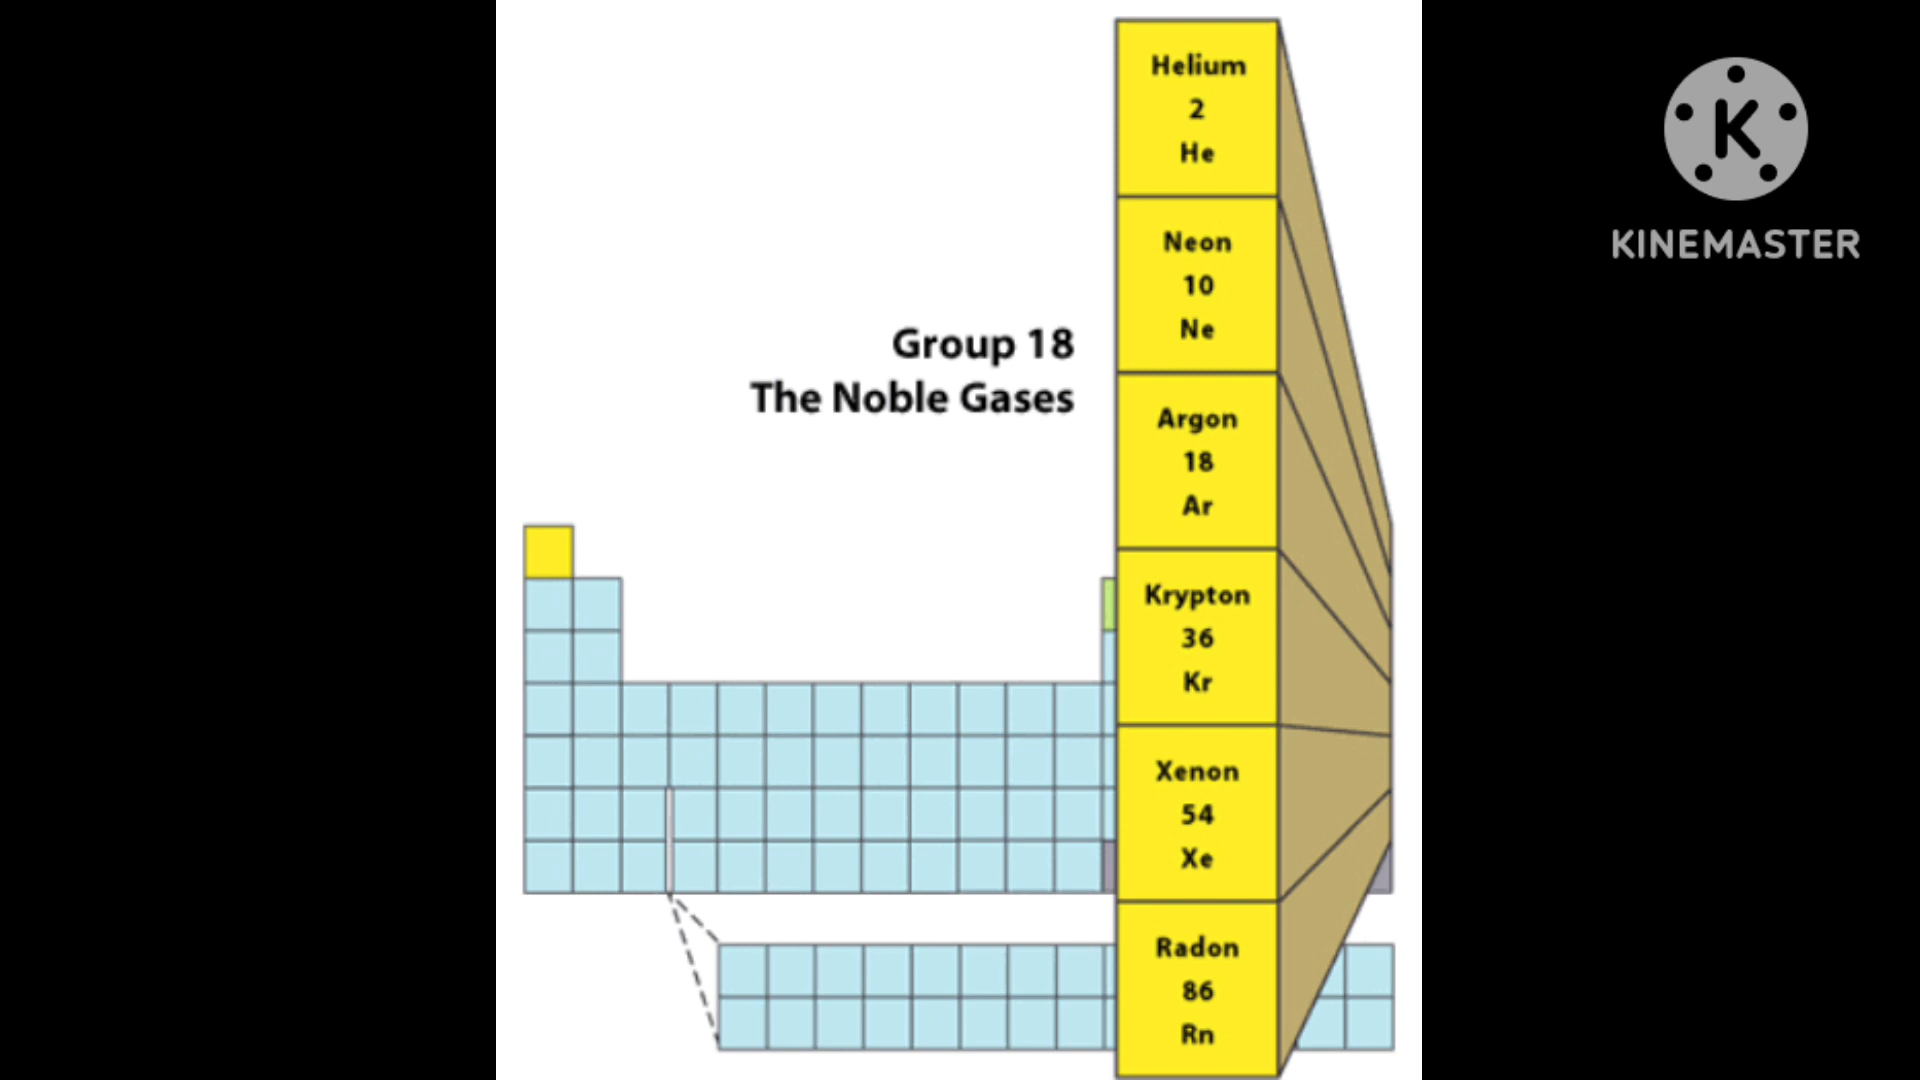 Group 18
The Noble Gases
Helium
2
He
Neon
10
Ne
Argon
18
Ar
Krypton
36
Kr
Xenon
54
Xe
Radon
86
Rn
K
KINEMASTER